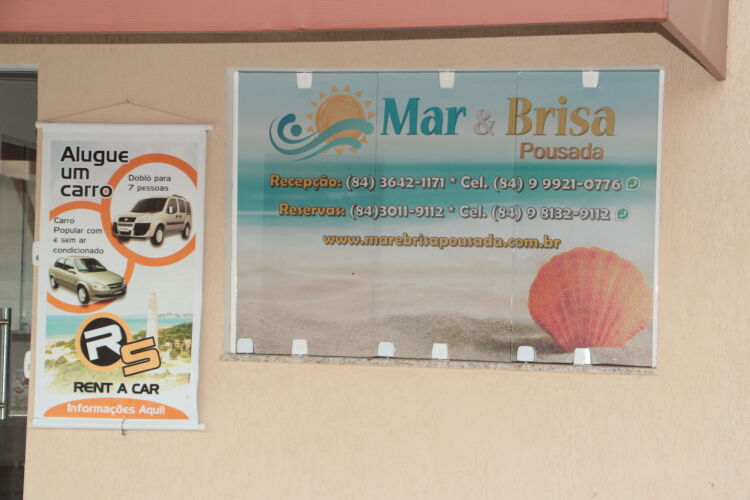 Alugue
um
carro
Doblò para
7 pessoas
Carro
Popular com
e sem ar
condicionado
RS
RENT A CAR
Informações Aqui!
Mar & Brisa
Pousada
Recepção: (84) 3642-1171 * Cel. (84) 9 9921-0776
Reservas: (84)3011-9112 * Cel. (84) 9 8132-9112
www.marebrisapousada.com.br